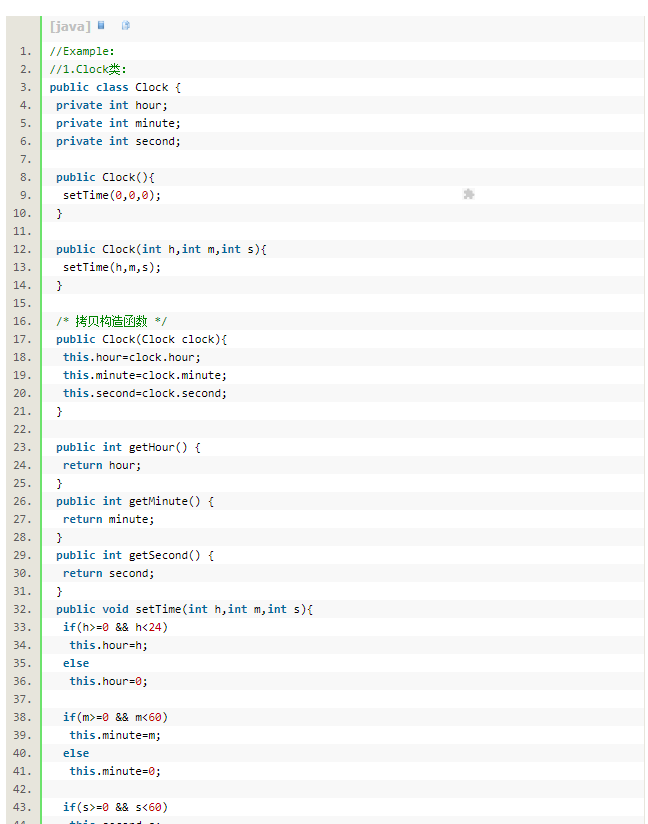 [java]
1. //Example:
2. //1.Clock类:
3. public class Clock {
4. private int hour;
5. private int minute;
6. private int second;
7.
8. public Clock(){
9. setTime(0,0,0);
10. }
11.
12. public Clock(int h,int m,int s){
13. setTime(h,m,s);
14. }
15.
16. /* 拷贝构造函数 */
17. public Clock(Clock clock){
18. this.hour=clock.hour;
19. this.minute=clock.minute;
20. this.second=clock.second;
21. }
22.
23. public int getHour() {
24. return hour;
25. }
26. public int getMinute() {
27. return minute;
28. }
29. public int getSecond() {
30. return second;
31. }
32. public void setTime(int h,int m,int s){
33. if(h>=0 && h<24)
34. this.hour=h;
35. else
36. this.hour=0;
37.
38. if(m>=0 && m<60)
39. this.minute=m;
40. else
41. this.minute=0;
42.
43. if(s>=0 && s<60)